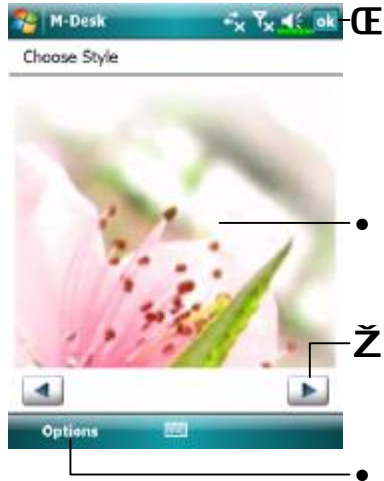 M-Desk ok Œ
Choose Style
•
Ž
Options
•